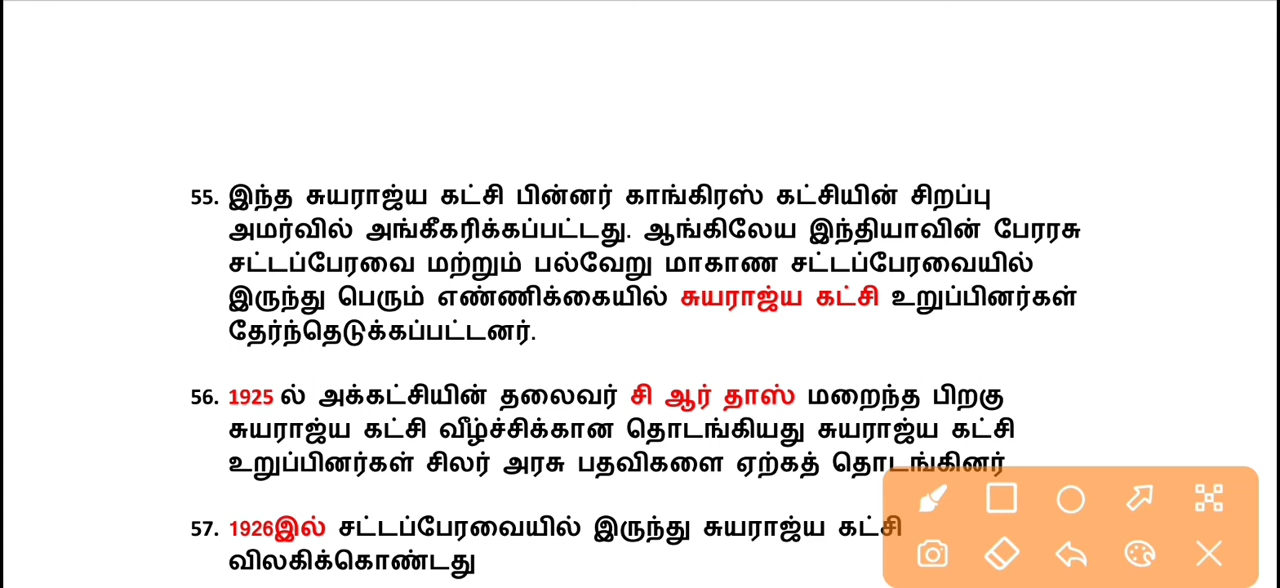 55. இந்த சுயராஜ்ய கட்சி பின்னர் காங்கிரஸ் கட்சியின் சிறப்பு
அமர்வில் அங்கீகரிக்கப்பட்டது. ஆங்கிலேய இந்தியாவின் பேரரசு
சட்டப்பேரவை மற்றும் பல்வேறு மாகாண சட்டப்பேரவையில்
இருந்து பெரும் எண்ணிக்கையில் சுயராஜ்ய கட்சி உறுப்பினர்கள்
தேர்ந்தெடுக்கப்பட்டனர்.
56. 1925 ல் அக்கட்சியின் தலைவர் சி ஆர் தாஸ் மறைந்த பிறகு
சுயராஜ்ய கட்சி வீழ்ச்சிக்கான தொடங்கியது சுயராஜ்ய கட்சி
உறுப்பினர்கள் சிலர் அரசு பதவிகளை ஏற்கத் தொடங்கினர்
57. 1926இல் சட்டப்பேரவையில் இருந்து சுயராஜ்ய கட்சி
விலகிக்கொண்டது